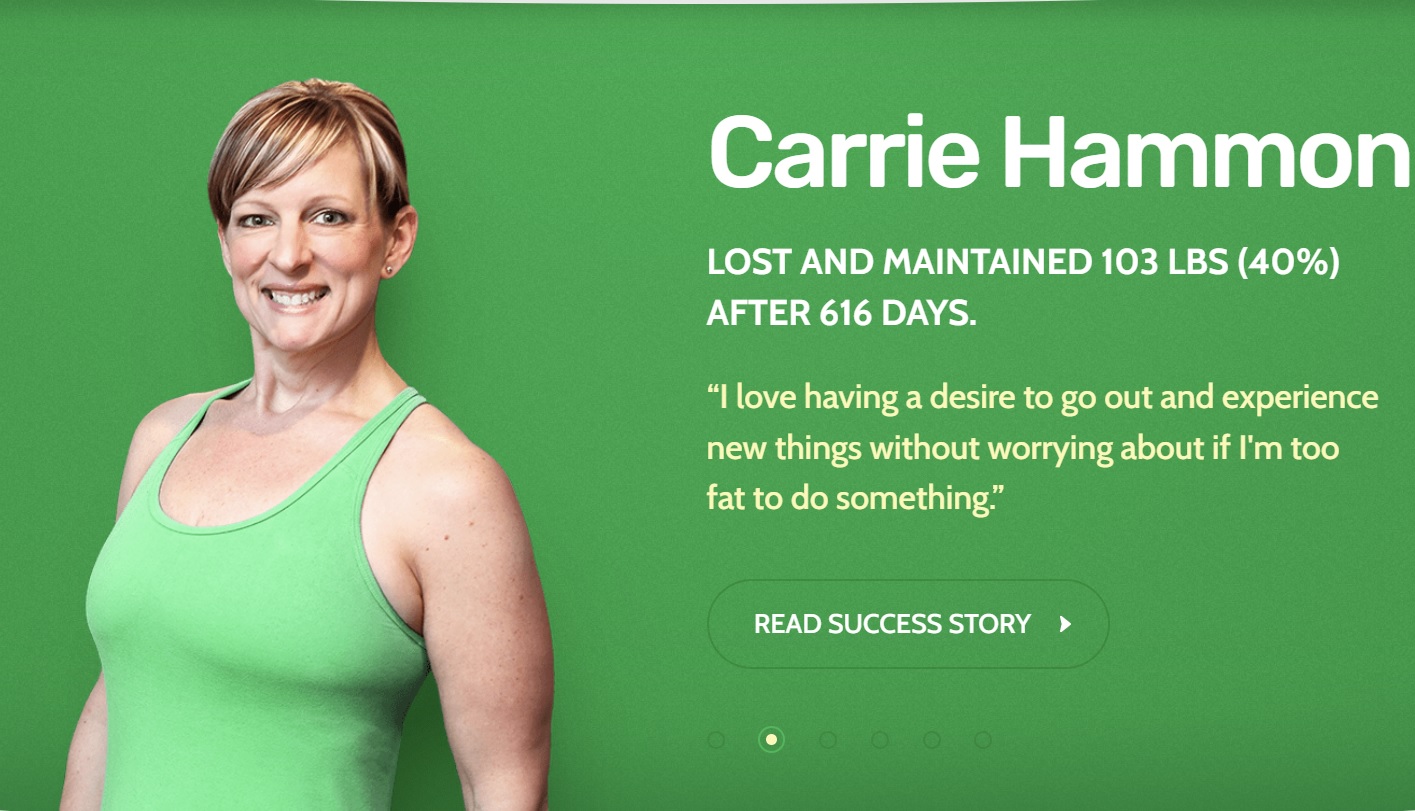 Carrie Hammon
LOST AND MAINTAINED 103 LBS (40%)
AFTER 616 DAYS.
“I love having a desire to go out and experience
new things without worrying about if I'm too
fat to do something.”
READ SUCCESS STORY